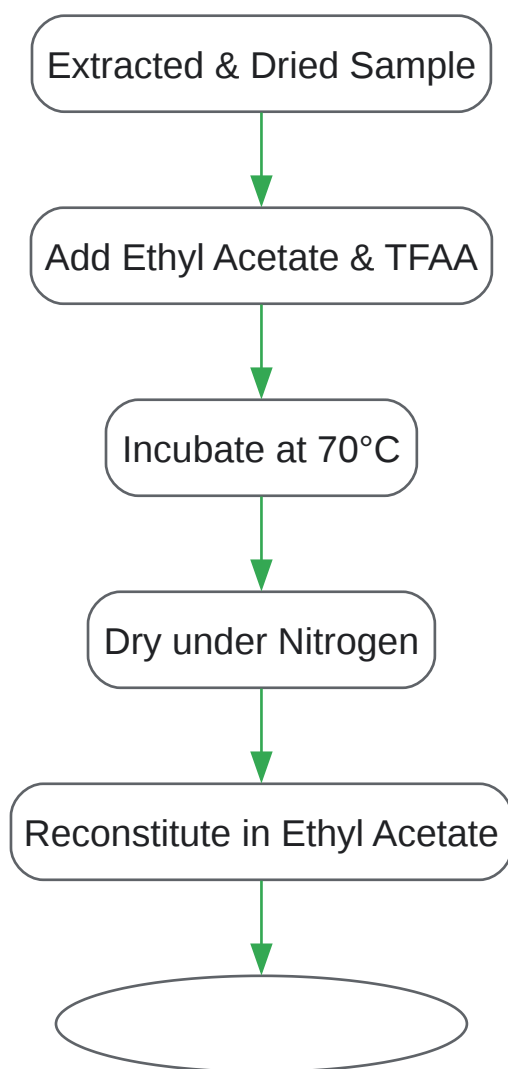 Extracted & Dried Sample
Add Ethyl Acetate & TFAA
Incubate at 70°C
Dry under Nitrogen
Reconstitute in Ethyl Acetate